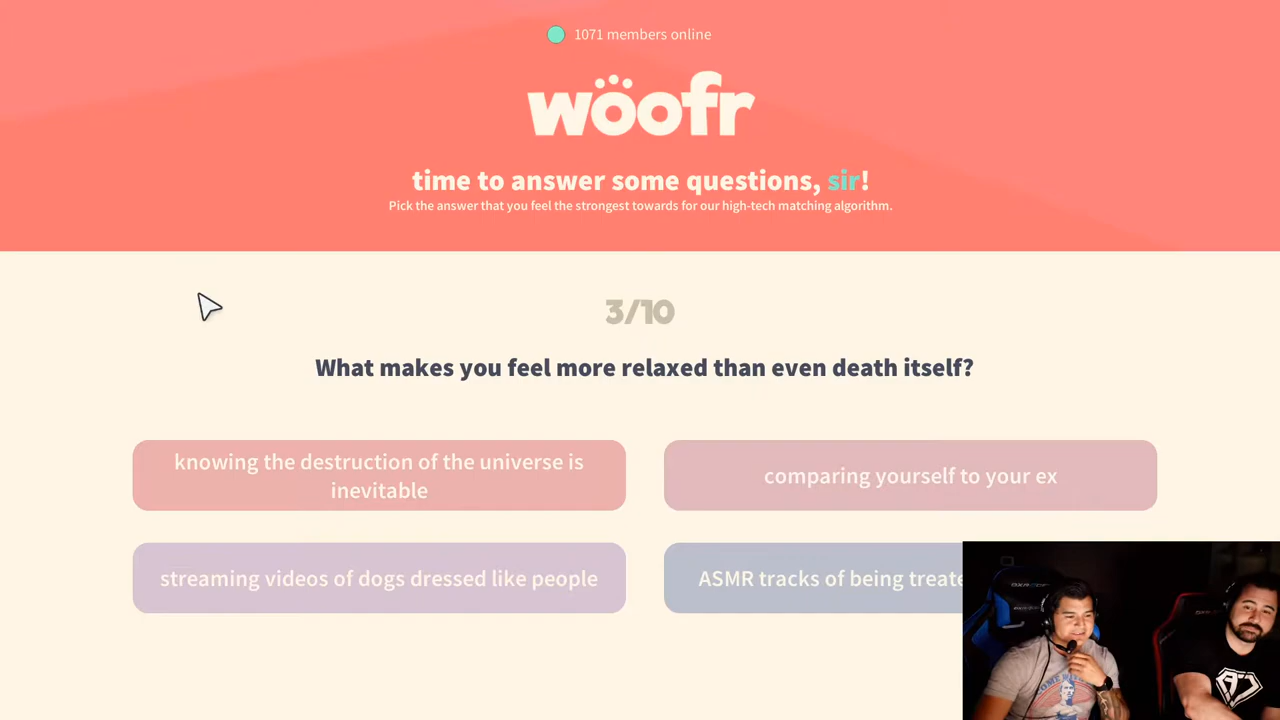 1071 members online
wöofr
time to answer some questions, sir!
Pick the answer that you feel the strongest towards for our high-tech matching algorithm.
3/10
What makes you feel more relaxed than even death itself?
knowing the destruction of the universe is
inevitable
comparing yourself to your ex
streaming videos of dogs dressed like people
ASMR tracks of being